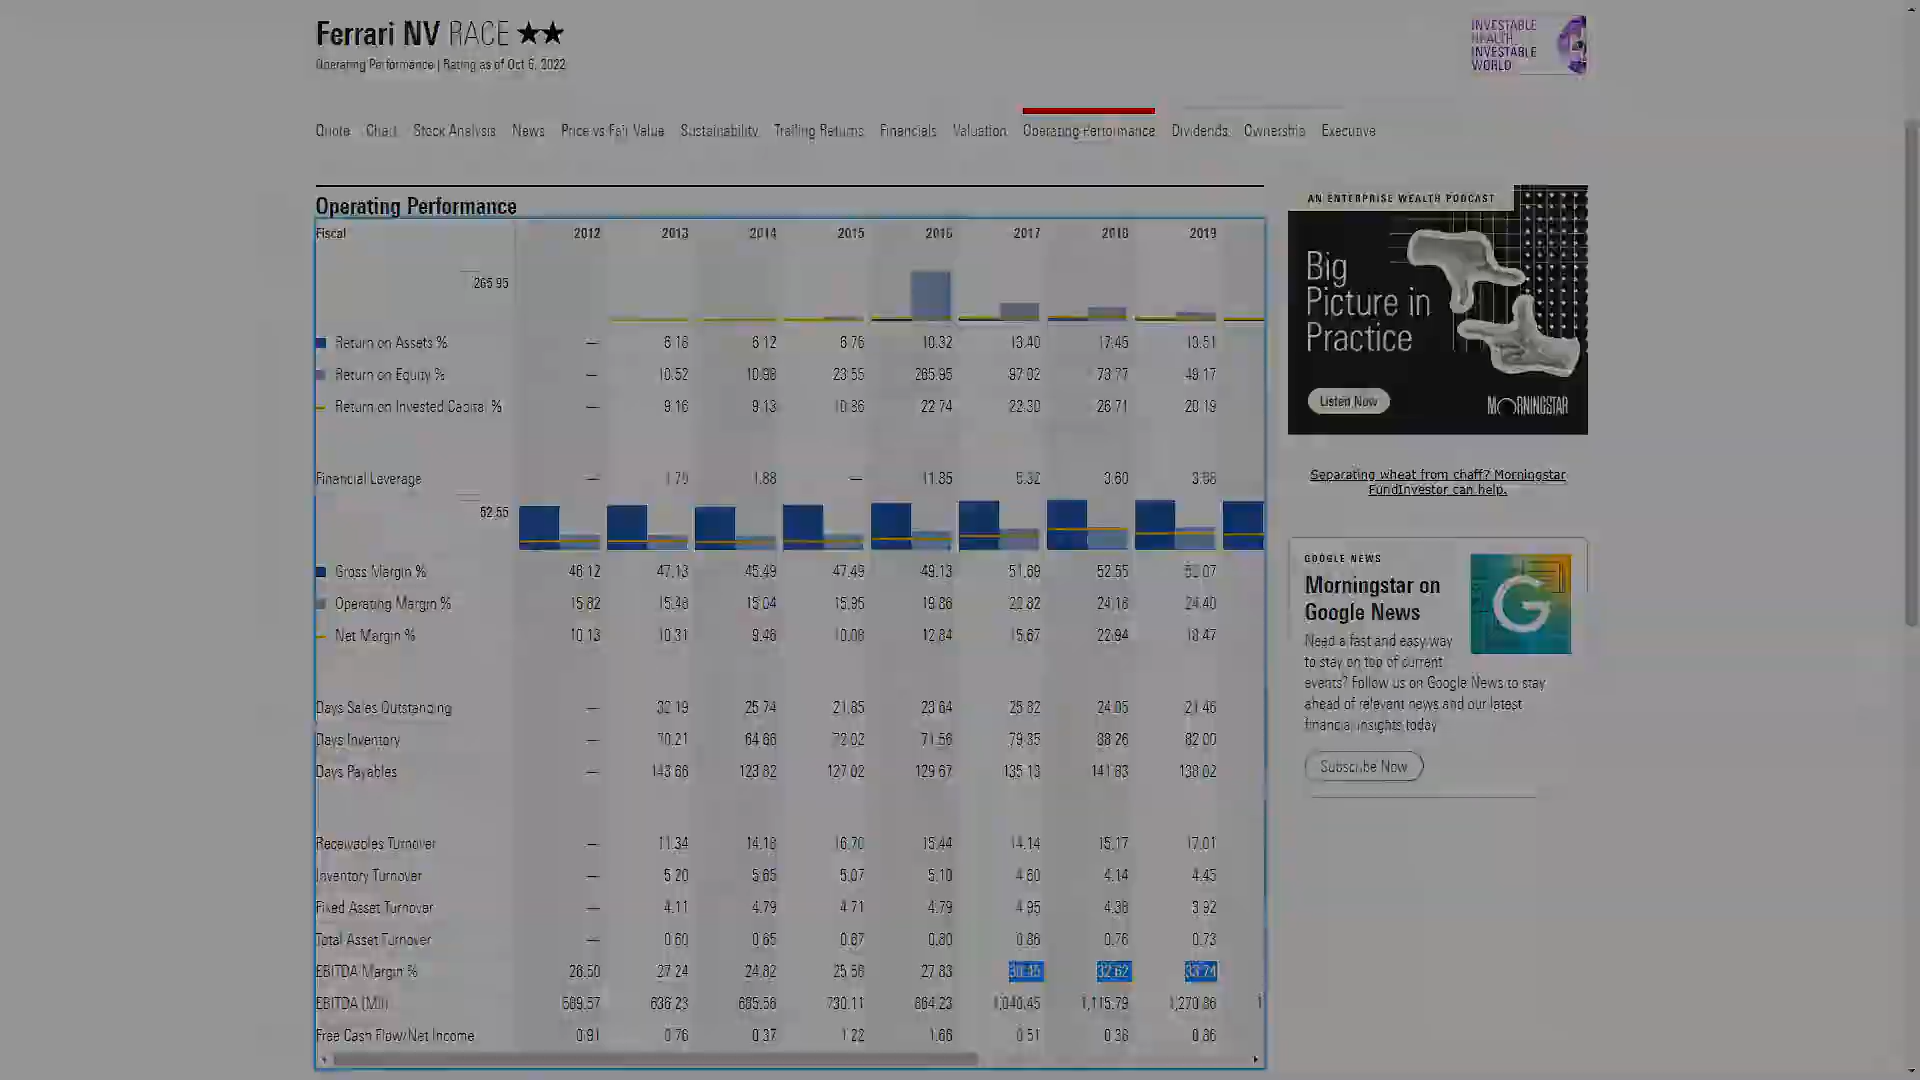 Ferrari NV RACE ★★
Operating Performance | Rating as of Oct 6, 2022
INVESTABLE
HEALTH,
INVESTABLE
WORLD
Quote Chart Stock Analysis News Price vs Fair Value Sustainability Trailing Returns Financials Valuation Operating Performance Dividends Ownership Executive
Operating Performance
Fiscal 2012 2013 2014 2015 2016 2017 2018 2019
265.95
Return on Assets % — 6.16 6.12 6.76 10.32 13.40 17.45 13.51
Return on Equity % — 10.52 10.98 23.55 265.95 97.02 73.77 49.17
Return on Invested Capital % — 9.16 9.13 10.86 22.74 22.30 26.71 20.19
Financial Leverage — 1.79 1.88 — 11.85 5.32 3.60 3.68
52.55
Gross Margin % 46.12 47.13 45.49 47.49 49.13 51.69 52.55 52.07
Operating Margin % 15.82 15.48 15.04 15.95 19.86 22.82 24.16 24.40
Net Margin % 10.13 10.31 9.46 10.08 12.84 15.67 22.94 18.47
Days Sales Outstanding — 32.19 25.74 21.85 23.64 25.82 24.05 21.46
Days Inventory — 70.21 64.66 72.02 71.56 79.35 88.26 82.00
Days Payables — 143.66 123.82 127.02 129.67 135.13 141.83 138.02
Receivables Turnover — 11.34 14.18 16.70 15.44 14.14 15.17 17.01
Inventory Turnover — 5.20 5.65 5.07 5.10 4.60 4.14 4.45
Fixed Asset Turnover — 4.11 4.79 4.71 4.79 4.95 4.38 3.92
Total Asset Turnover — 0.60 0.65 0.67 0.80 0.86 0.76 0.73
EBITDA Margin % 26.50 27.24 24.82 25.56 27.83 30.45 32.62 33.74
EBITDA (Mil) 589.57 636.23 685.56 730.11 864.23 1,040.45 1,115.79 1,270.86 1
Free Cash Flow/Net Income 0.91 0.76 0.37 1.22 1.66 0.51 0.38 0.86
AN ENTERPRISE WEALTH PODCAST
Big
Picture in
Practice
Listen Now
MORNINGSTAR
Separating wheat from chaff? Morningstar
FundInvestor can help.
GOOGLE NEWS
Morningstar on
Google News
Need a fast and easy way
to stay on top of current
events? Follow us on Google News to stay
ahead of relevant news and our latest
financial insights today
Subscribe Now